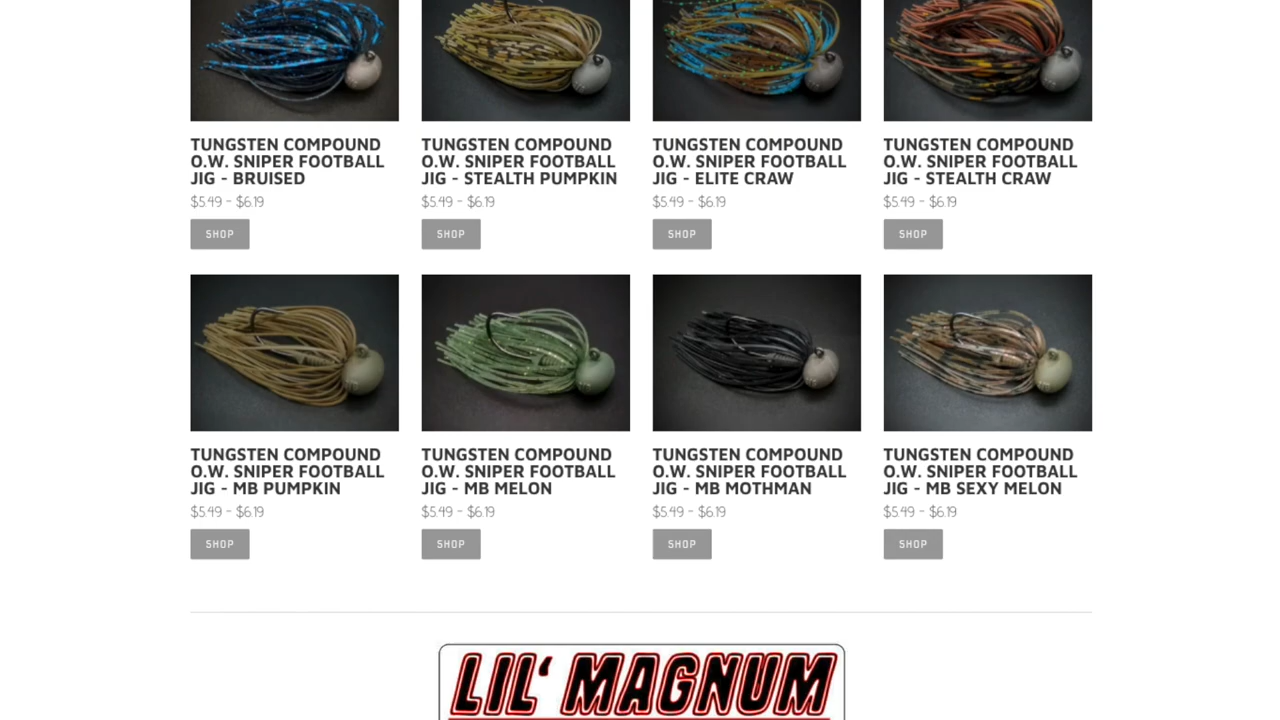 TUNGSTEN COMPOUND
O.W. SNIPER FOOTBALL
JIG - BRUISED
$5.49 - $6.19
SHOP
TUNGSTEN COMPOUND
O.W. SNIPER FOOTBALL
JIG - STEALTH PUMPKIN
$5.49 - $6.19
SHOP
TUNGSTEN COMPOUND
O.W. SNIPER FOOTBALL
JIG - ELITE CRAW
$5.49 - $6.19
SHOP
TUNGSTEN COMPOUND
O.W. SNIPER FOOTBALL
JIG - STEALTH CRAW
$5.49 - $6.19
SHOP
TUNGSTEN COMPOUND
O.W. SNIPER FOOTBALL
JIG - MB PUMPKIN
$5.49 - $6.19
SHOP
TUNGSTEN COMPOUND
O.W. SNIPER FOOTBALL
JIG - MB MELON
$5.49 - $6.19
SHOP
TUNGSTEN COMPOUND
O.W. SNIPER FOOTBALL
JIG - MB MOTHMAN
$5.49 - $6.19
SHOP
TUNGSTEN COMPOUND
O.W. SNIPER FOOTBALL
JIG - MB SEXY MELON
$5.49 - $6.19
SHOP
LIL' MAGNUM